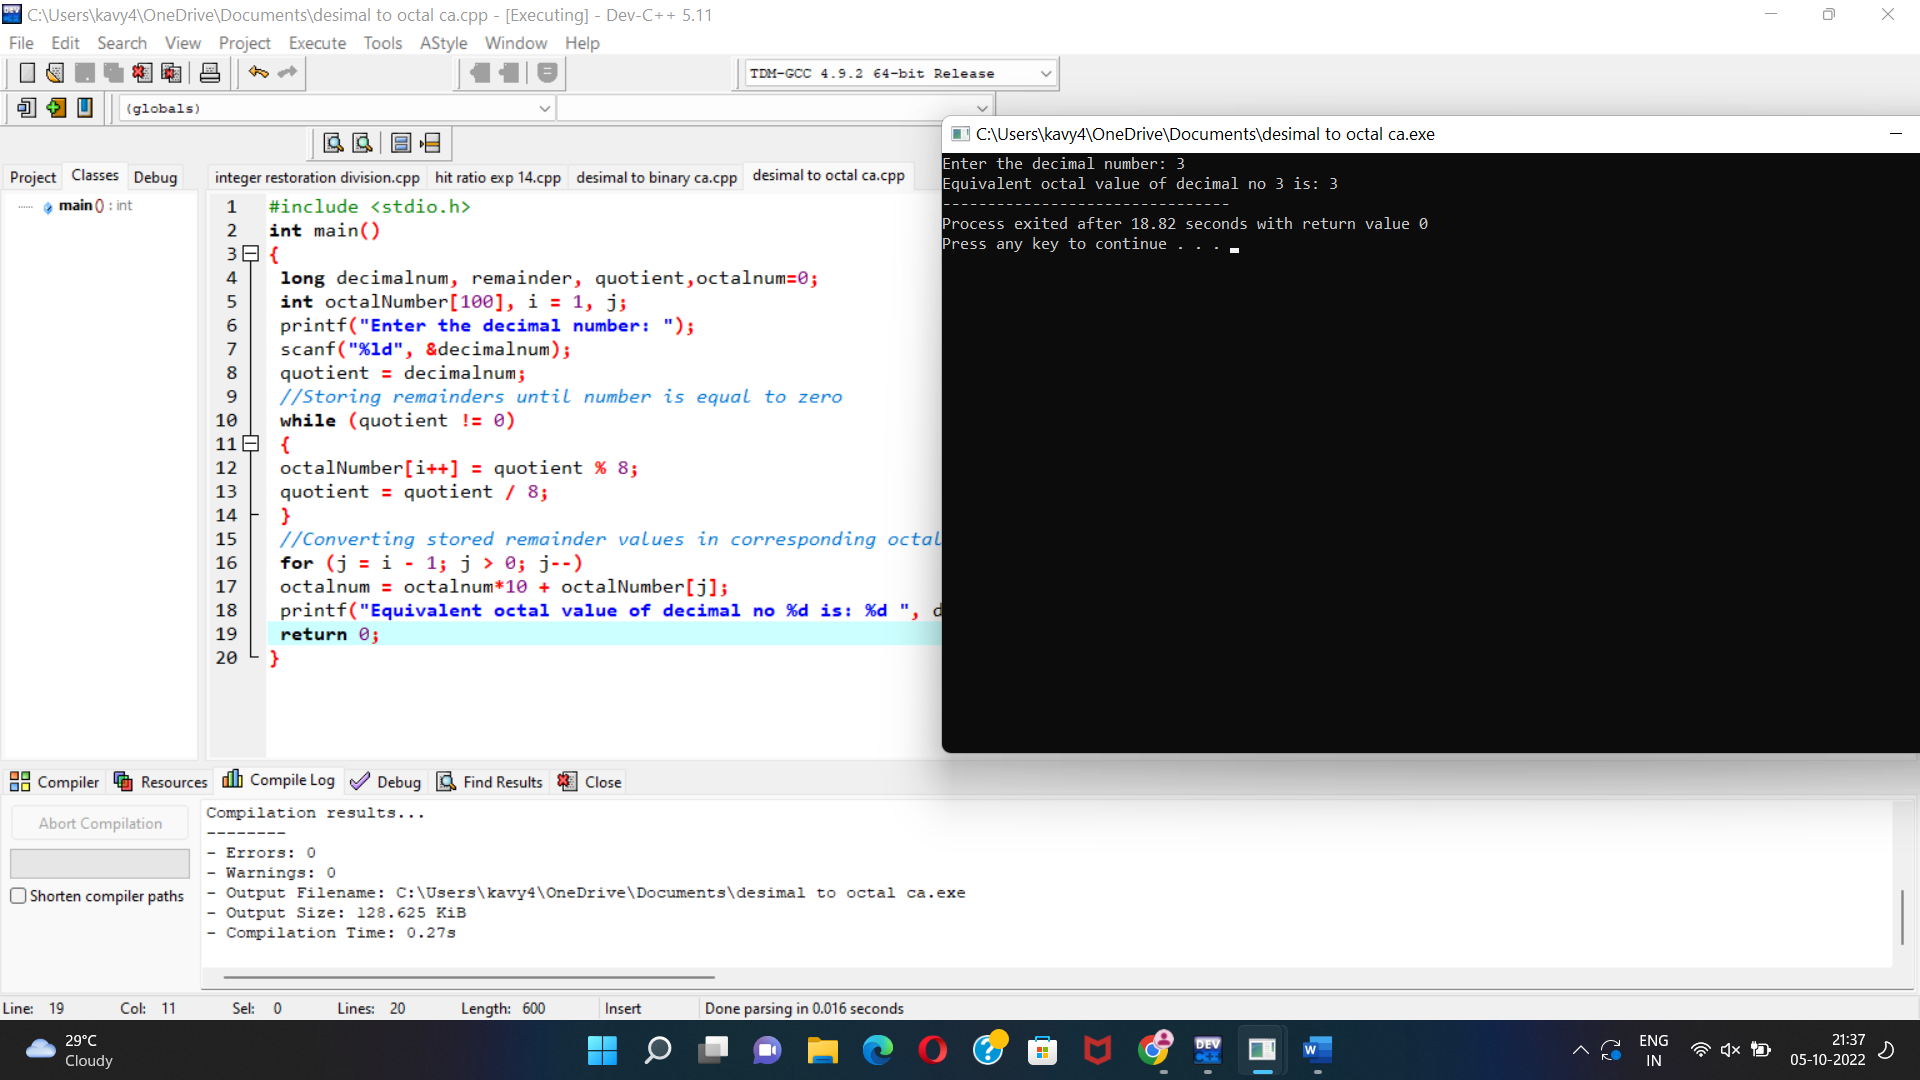 C:\Users\kavy4\OneDrive\Documents\desimal to octal ca.cpp - [Executing] - Dev-C++ 5.11
File Edit Search View Project Execute Tools AStyle Window Help
TDM-GCC 4.9.2 64-bit Release
(globals)
Project Classes Debug
main () : int
integer restoration division.cpp hit ratio exp 14.cpp desimal to binary ca.cpp desimal to octal ca.cpp
1 #include <stdio.h>
2 int main()
3 {
4 long decimalnum, remainder, quotient,octalnum=0;
5 int octalNumber[100], i = 1, j;
6 printf("Enter the decimal number: ");
7 scanf("%ld", &decimalnum);
8 quotient = decimalnum;
9 //Storing remainders until number is equal to zero
10 while (quotient != 0)
11 {
12 octalNumber[i++] = quotient % 8;
13 quotient = quotient / 8;
14 }
15 //Converting stored remainder values in corresponding octal
16 for (j = i - 1; j > 0; j--)
17 octalnum = octalnum*10 + octalNumber[j];
18 printf("Equivalent octal value of decimal no %d is: %d ", d
19 return 0;
20 }
C:\Users\kavy4\OneDrive\Documents\desimal to octal ca.exe
Enter the decimal number: 3
Equivalent octal value of decimal no 3 is: 3
--------------------------------
Process exited after 18.82 seconds with return value 0
Press any key to continue . . .
Compiler Resources Compile Log Debug Find Results Close
Abort Compilation
Shorten compiler paths
Compilation results...
--------
- Errors: 0
- Warnings: 0
- Output Filename: C:\Users\kavy4\OneDrive\Documents\desimal to octal ca.exe
- Output Size: 128.625 KiB
- Compilation Time: 0.27s
Line: 19 Col: 11 Sel: 0 Lines: 20 Length: 600 Insert Done parsing in 0.016 seconds
29°C
Cloudy
DEV
C++
W
ENG
IN
21:37
05-10-2022